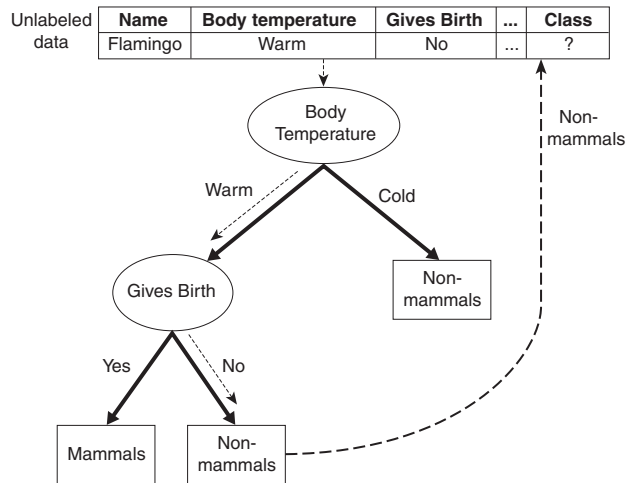 Unlabeled
data
Name Body temperature Gives Birth ... Class
Flamingo Warm No ... ?
Non-
mammals
Body
Temperature
Warm
Cold
Gives Birth
Non-
mammals
Yes
No
Mammals
Non-
mammals